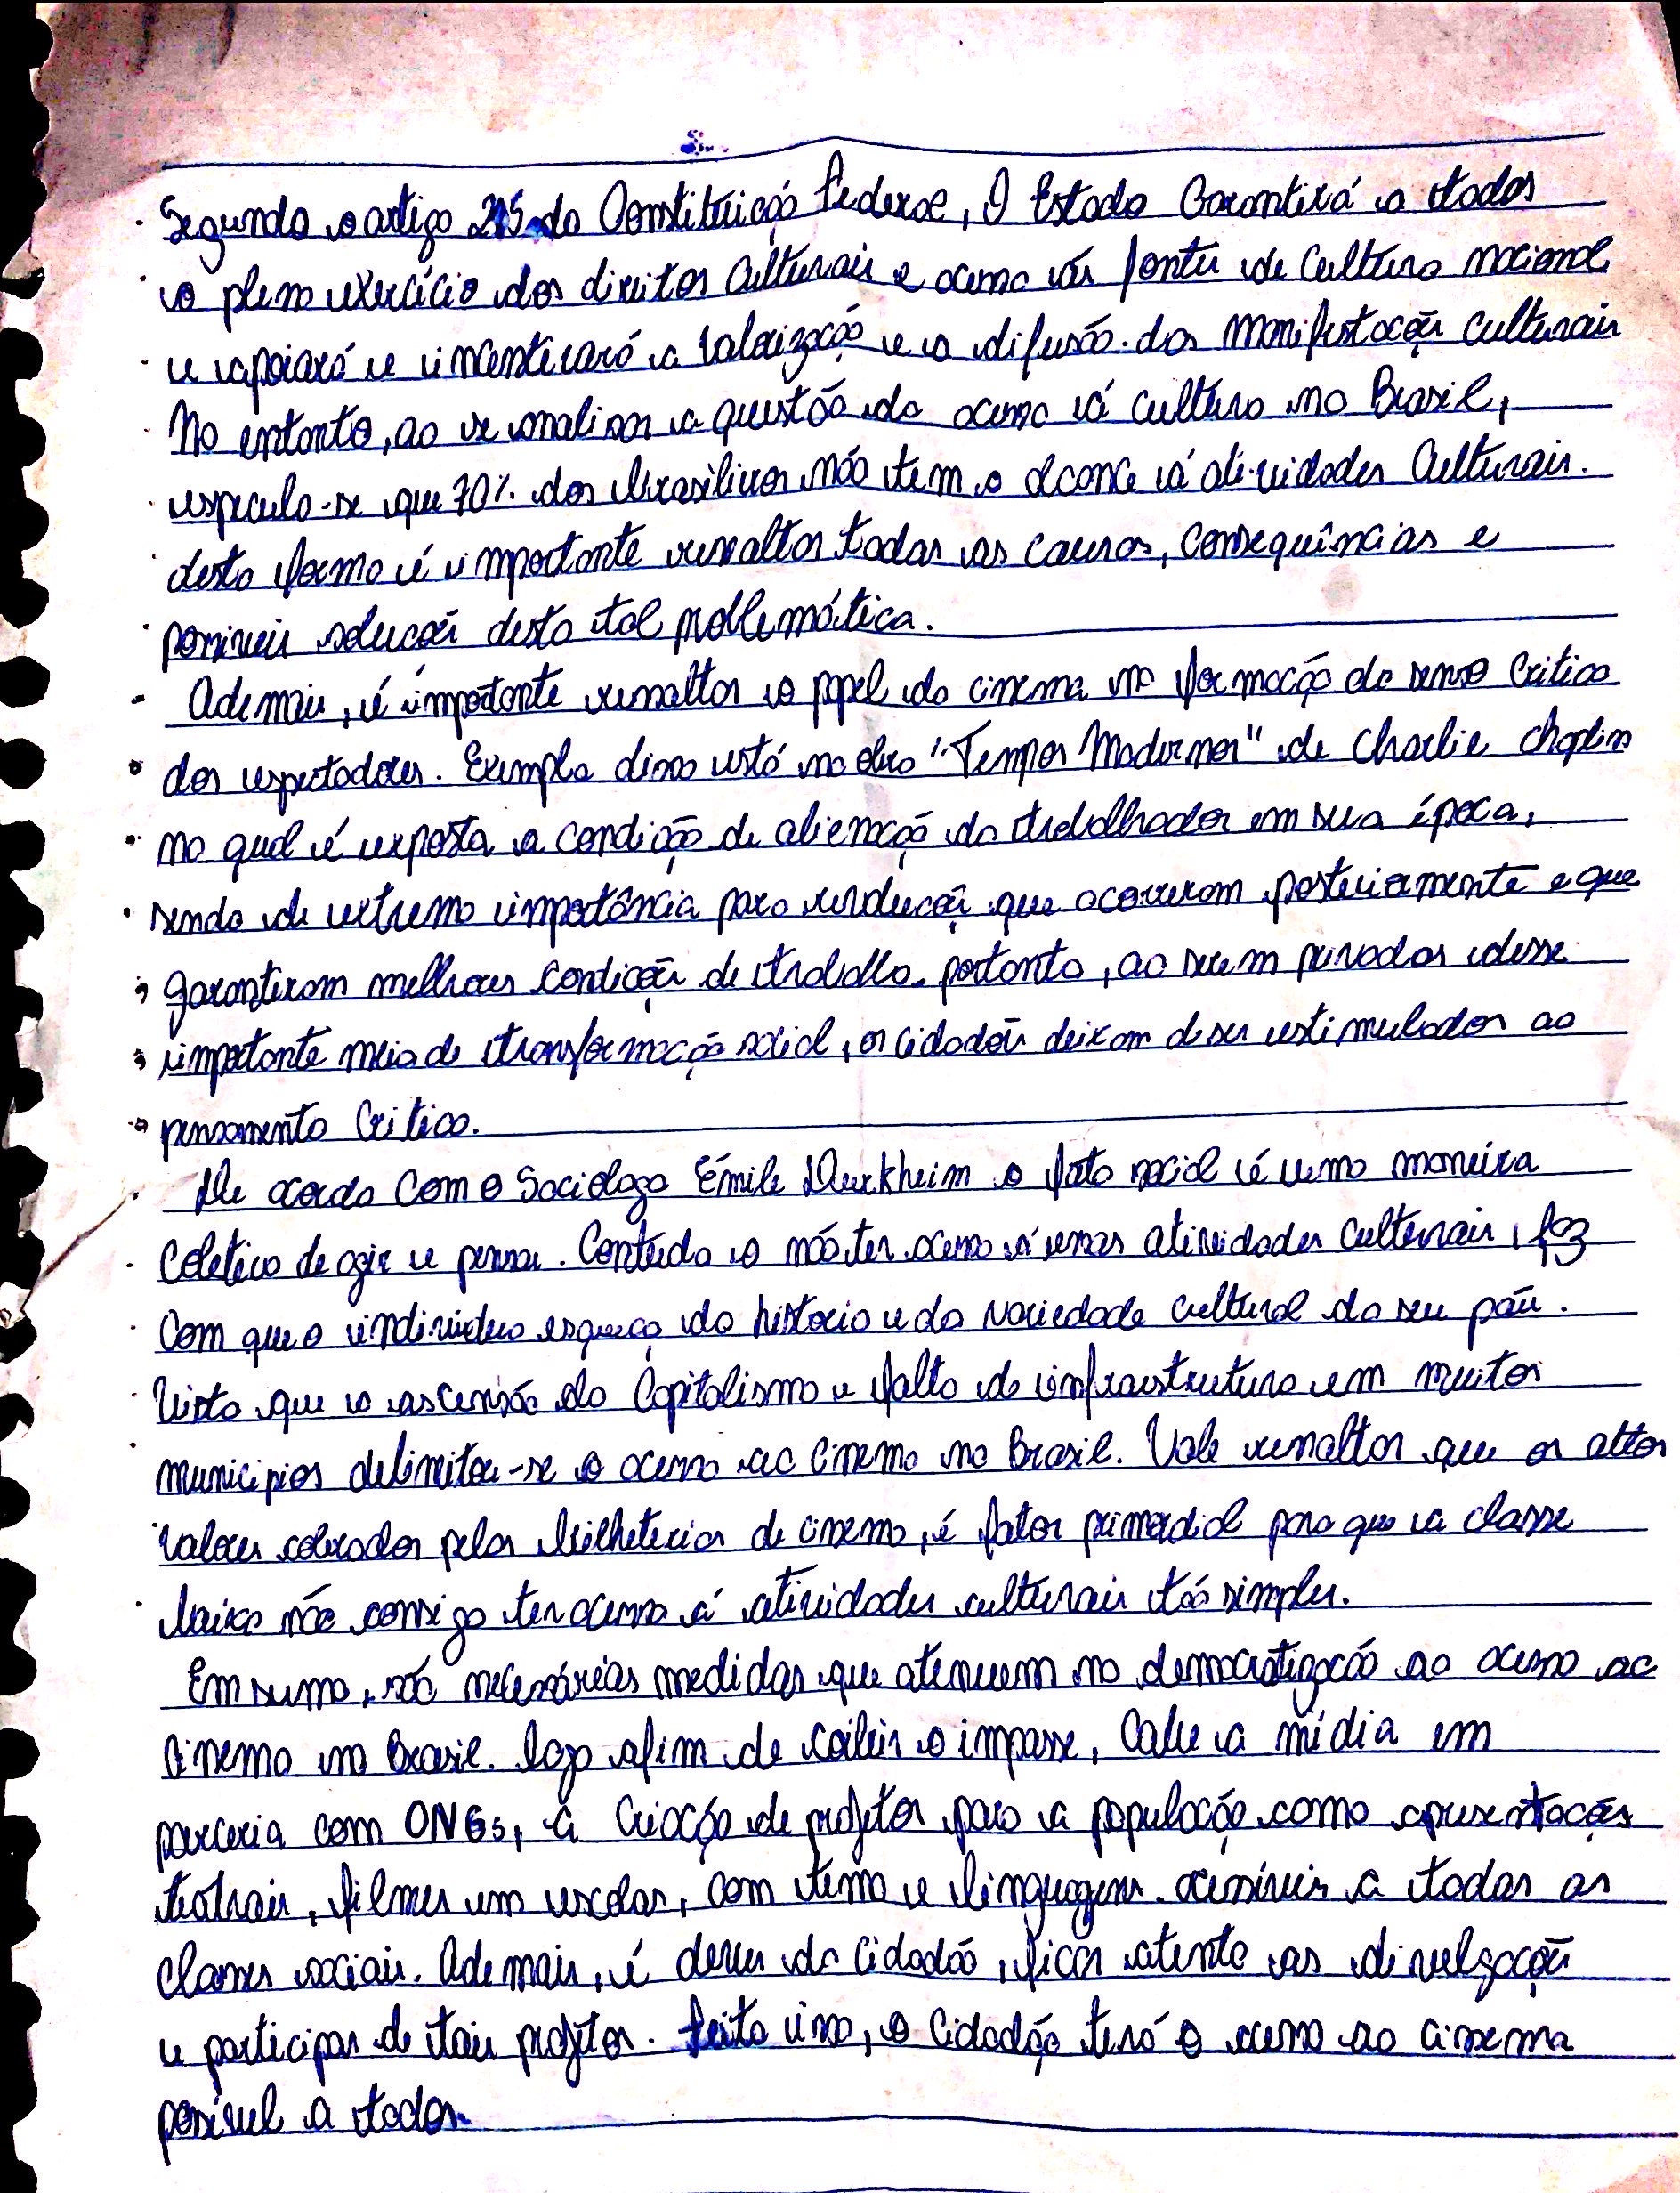 Segundo o artigo 215 da Constituição Federal, O Estado Garantirá a todos
o pleno exercício dos direitos Culturais e acesso ás fontes de Cultura nacional
e apoiará e incentivará a Valorização e a difusão das manifestações Culturais
No entanto, ao se analisar a questão do acesso á cultura no Brasil,
especula-se que 70% dos brasileiros não tem o alcance á atividades Culturais.
desta forma é importante ressaltar todas as causas, consequências e
possiveis soluções desta tal problemática.
Ademais, é importante ressaltar o papel do cinema na formação do senso Critico
dos espectadores. Exemplo disso está na obra "Tempos Modernos" de Charlie Chaplin
na qual é exposta a condição de alienação do trabalhador em sua época,
sendo de extrema importância para revoluções que ocorreram posteriormente e que
garantiram melhores condições de trabalho. portanto, ao serem privados desse
importante meio de transformação social, os cidadãos deixam de ser estimulados ao
pensamento Critico.
De acordo Com o Sociologo Émile Durkheim o fato social é uma maneira
Coletiva de agir e pensar. Contudo o não ter acesso á essas atividades Culturais, faz
Com que o individuo esqueça da historia e da variedade cultural do seu país.
Visto que a ascensão do Capitalismo e falta de infraestrutura em muitos
municipios delimitou-se o acesso ao Cinema no Brasil. Vale ressaltar que os altos
valores cobrados pelas bilheterias de cinema, é fator primordial para que a classe
baixa não consiga ter acesso á atividades culturais tão simples.
Em suma, são necessárias medidas que atenuem na democratização ao acesso ao
Cinema no Brasil. logo afim de coibir o impasse, Cabe a mídia em
parceria com ONGs, a Criação de projetos para a população como apresentações
teatrais, filmes em escolas, com tema e linguagens acessíveis a todas as
classes sociais. Ademais, é dever do Cidadão, ficar atento as divulgações
e participar de tais projetos. Feito isso, o Cidadão terá o acesso ao cinema
possivel a todos.